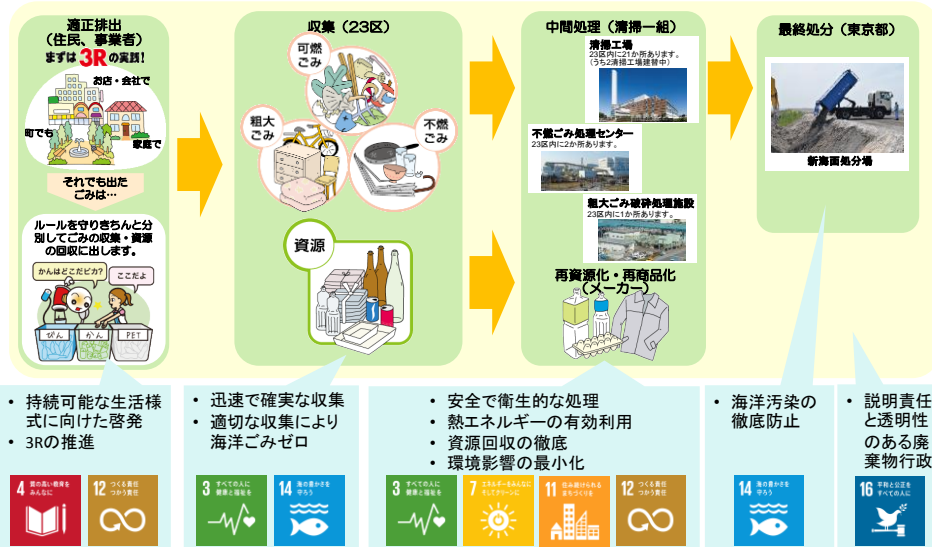 適正排出
(住民、事業者)
まずは3Rの実践!
お店・会社で
町でも
家庭で
それでも出た
ごみは…
ルールを守りきちんと分
別してごみの収集・資源
の回収に出します。
かんはどこだピカ?
ここだよ
びん
かん
PET
収集(23区)
可燃
ごみ
粗大
ごみ
不燃
ごみ
資源
中間処理(清掃一組)
清掃工場
23区内に21か所あります。
(うち2清掃工場建替中)
不燃ごみ処理センター
23区内に2か所あります。
粗大ごみ破砕処理施設
23区内に1か所あります。
再資源化・再商品化
(メーカー)
最終処分(東京都)
新海面処分場
• 持続可能な生活様
式に向けた啓発
• 3Rの推進
4 質の高い教育を
みんなに
12 つくる責任
つかう責任
• 迅速で確実な収集
• 適切な収集により
海洋ごみゼロ
3 すべての人に
健康と福祉を
14 海の豊かさを
守ろう
• 安全で衛生的な処理
• 熱エネルギーの有効利用
• 資源回収の徹底
• 環境影響の最小化
3 すべての人に
健康と福祉を
7 エネルギーをみんなに
そしてクリーンに
11 住み続けられる
まちづくりを
12 つくる責任
つかう責任
• 海洋汚染の
徹底防止
14 海の豊かさを
守ろう
• 説明責任
と透明性
のある廃
棄物行政
16 平和と公正を
すべての人に